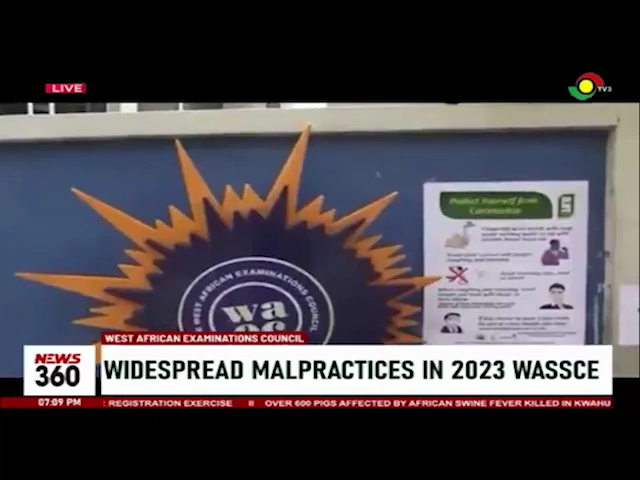 LIVE
TV3
Protect Yourself from
Coronavirus
WEST AFRICAN EXAMINATIONS COUNCIL
wa
WEST AFRICAN EXAMINATIONS COUNCIL
NEWS
360
WIDESPREAD MALPRACTICES IN 2023 WASSCE
07:09 PM
REGISTRATION EXERCISE
OVER 600 PIGS AFFECTED BY AFRICAN SWINE FEVER KILLED IN KWAHU